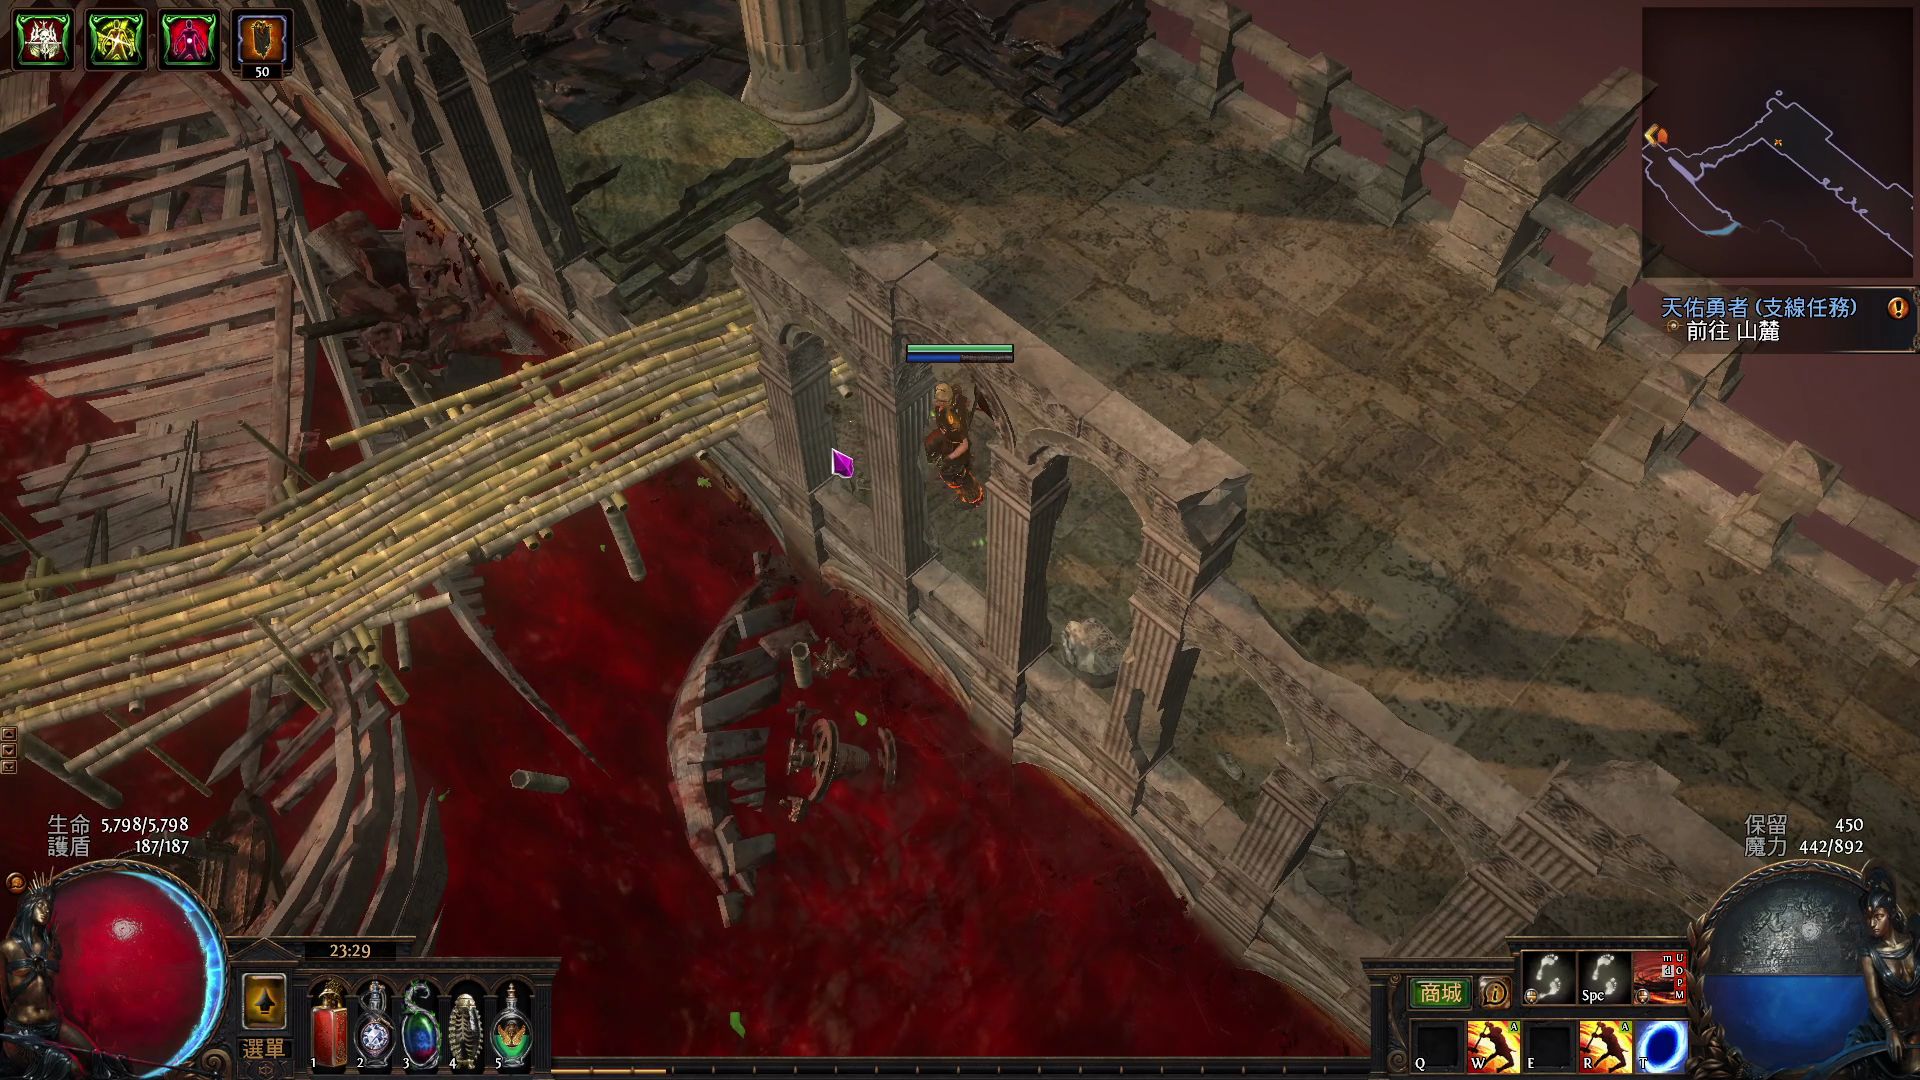 50
天佑勇者 (支線任務)
前往 山麓
生命 5,798/5,798
護盾 187/187
保留 450
魔力 442/892
23:29
選單
1
2
3
4
5
商城
Spc
m U
d O
P
M
Q
W A
E
R A
T